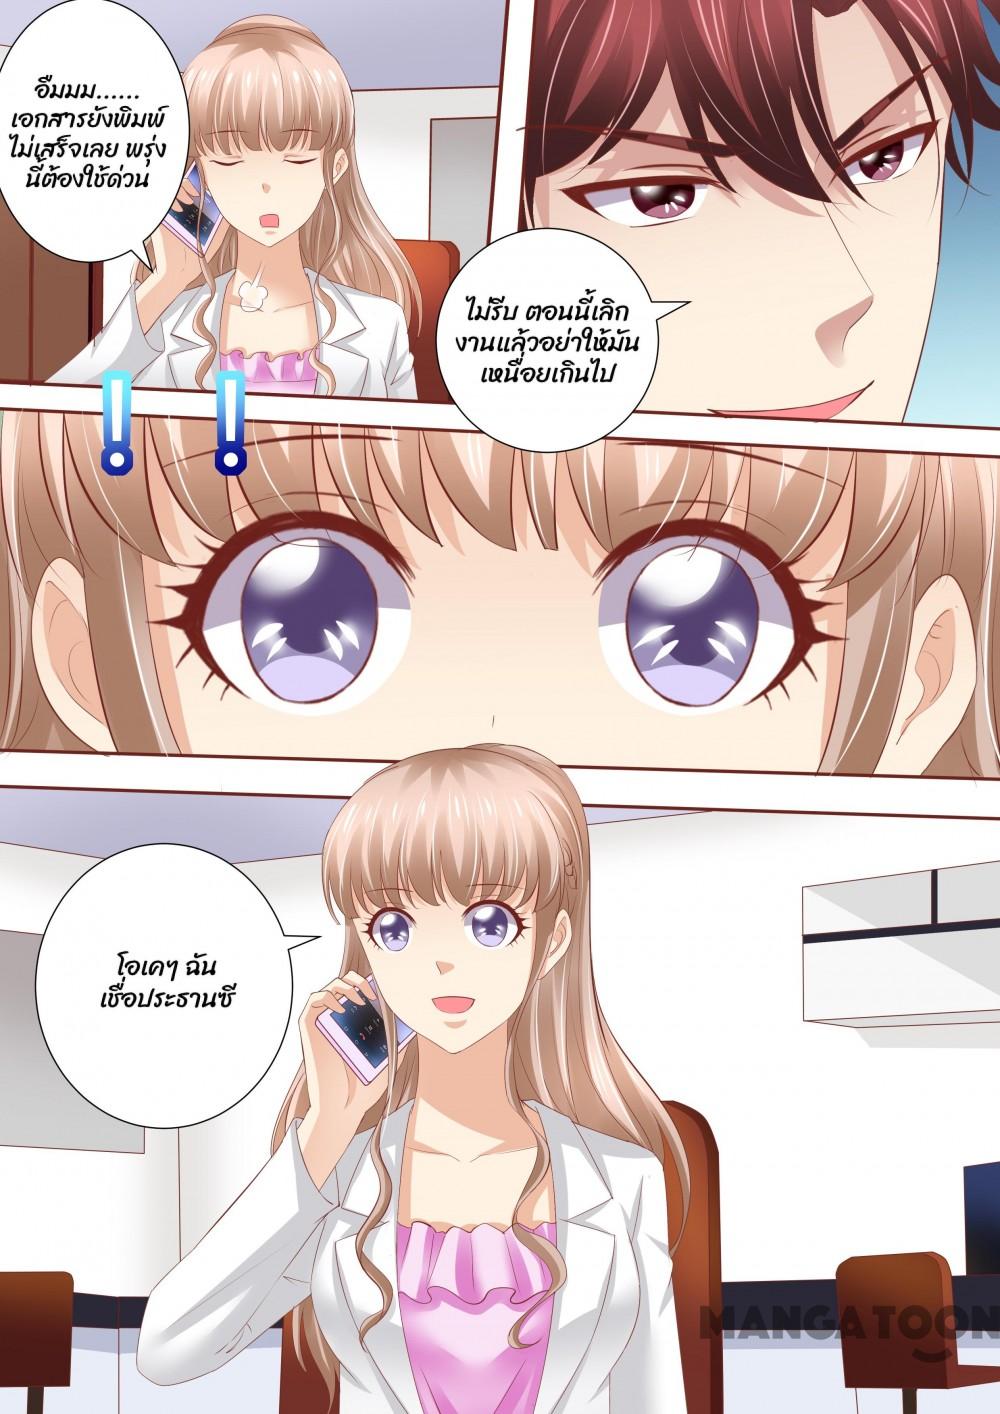 อืมมม......
เอกสารยังพิมพ์
ไม่เสร็จเลย พรุ่ง
นี้ต้องใช้ด่วน
ไม่รีบ ตอนนี้เลิก
งานแล้วอย่าให้มัน
เหนื่อยเกินไป
โอเคๆ ฉัน
เชื่อประธานซี
MANGATOON